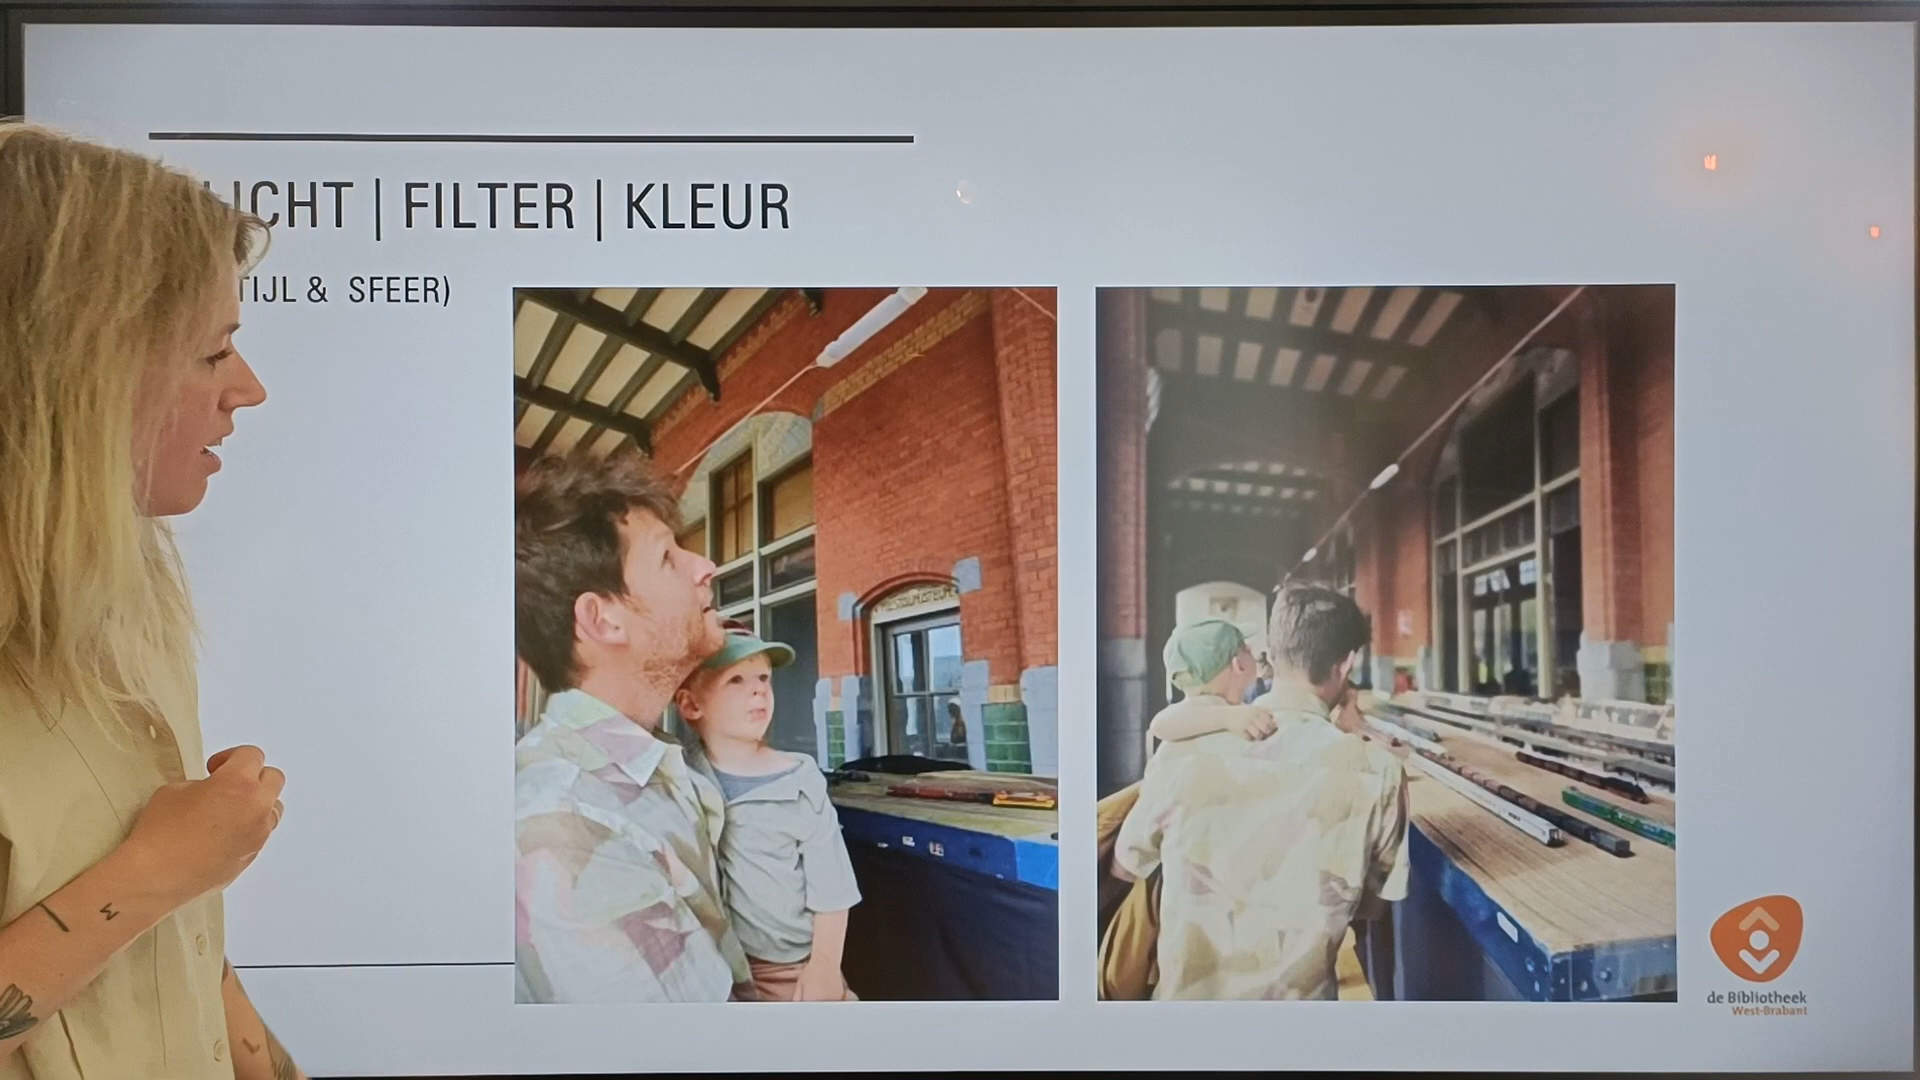 LICHT | FILTER | KLEUR
TIJL & SFEER)
de Bibliotheek
West-Brabant